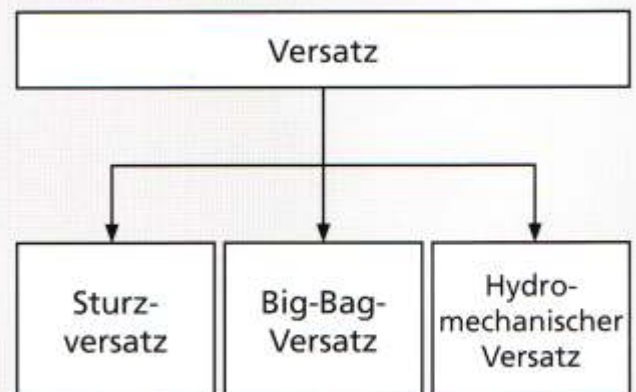 Versatz
Sturz-
versatz
Big-Bag-
Versatz
Hydro-
mechanischer
Versatz